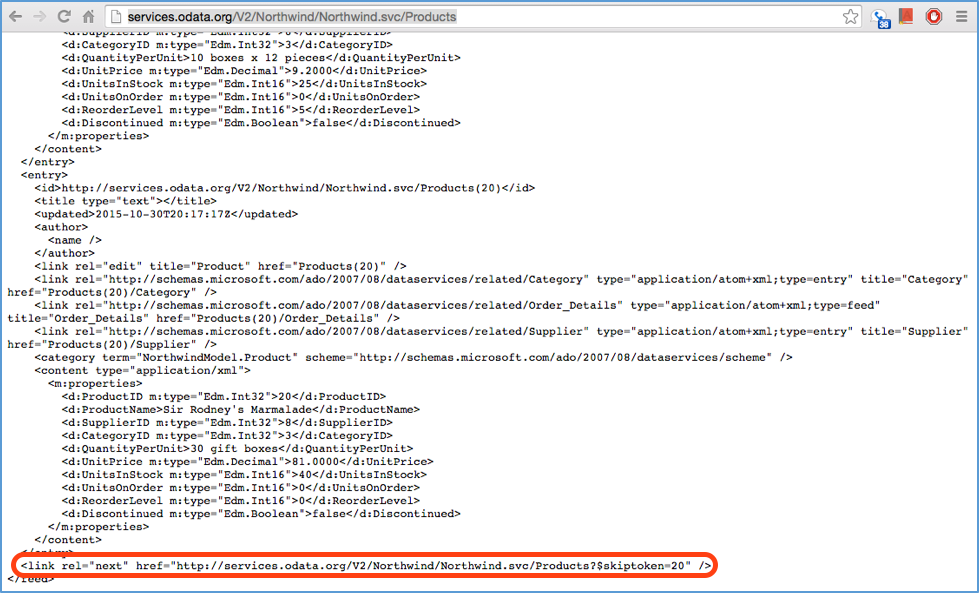 services.odata.org/V2/Northwind/Northwind.svc/Products
38
<d:SupplierID m:type="Edm.Int32">8</d:SupplierID>
<d:CategoryID m:type="Edm.Int32">3</d:CategoryID>
<d:QuantityPerUnit>10 boxes x 12 pieces</d:QuantityPerUnit>
<d:UnitPrice m:type="Edm.Decimal">9.2000</d:UnitPrice>
<d:UnitsInStock m:type="Edm.Int16">25</d:UnitsInStock>
<d:UnitsOnOrder m:type="Edm.Int16">0</d:UnitsOnOrder>
<d:ReorderLevel m:type="Edm.Int16">5</d:ReorderLevel>
<d:Discontinued m:type="Edm.Boolean">false</d:Discontinued>
</m:properties>
</content>
</entry>
<entry>
<id>http://services.odata.org/V2/Northwind/Northwind.svc/Products(20)</id>
<title type="text"></title>
<updated>2015-10-30T20:17:17Z</updated>
<author>
<name />
</author>
<link rel="edit" title="Product" href="Products(20)" />
<link rel="http://schemas.microsoft.com/ado/2007/08/dataservices/related/Category" type="application/atom+xml;type=entry" title="Category"
href="Products(20)/Category" />
<link rel="http://schemas.microsoft.com/ado/2007/08/dataservices/related/Order_Details" type="application/atom+xml;type=feed"
title="Order_Details" href="Products(20)/Order_Details" />
<link rel="http://schemas.microsoft.com/ado/2007/08/dataservices/related/Supplier" type="application/atom+xml;type=entry" title="Supplier"
href="Products(20)/Supplier" />
<category term="NorthwindModel.Product" scheme="http://schemas.microsoft.com/ado/2007/08/dataservices/scheme" />
<content type="application/xml">
<m:properties>
<d:ProductID m:type="Edm.Int32">20</d:ProductID>
<d:ProductName>Sir Rodney's Marmalade</d:ProductName>
<d:SupplierID m:type="Edm.Int32">8</d:SupplierID>
<d:CategoryID m:type="Edm.Int32">3</d:CategoryID>
<d:QuantityPerUnit>30 gift boxes</d:QuantityPerUnit>
<d:UnitPrice m:type="Edm.Decimal">81.0000</d:UnitPrice>
<d:UnitsInStock m:type="Edm.Int16">40</d:UnitsInStock>
<d:UnitsOnOrder m:type="Edm.Int16">0</d:UnitsOnOrder>
<d:ReorderLevel m:type="Edm.Int16">0</d:ReorderLevel>
<d:Discontinued m:type="Edm.Boolean">false</d:Discontinued>
</m:properties>
</content>
</entry>
<link rel="next" href="http://services.odata.org/V2/Northwind/Northwind.svc/Products?$skiptoken=20" />
</feed>